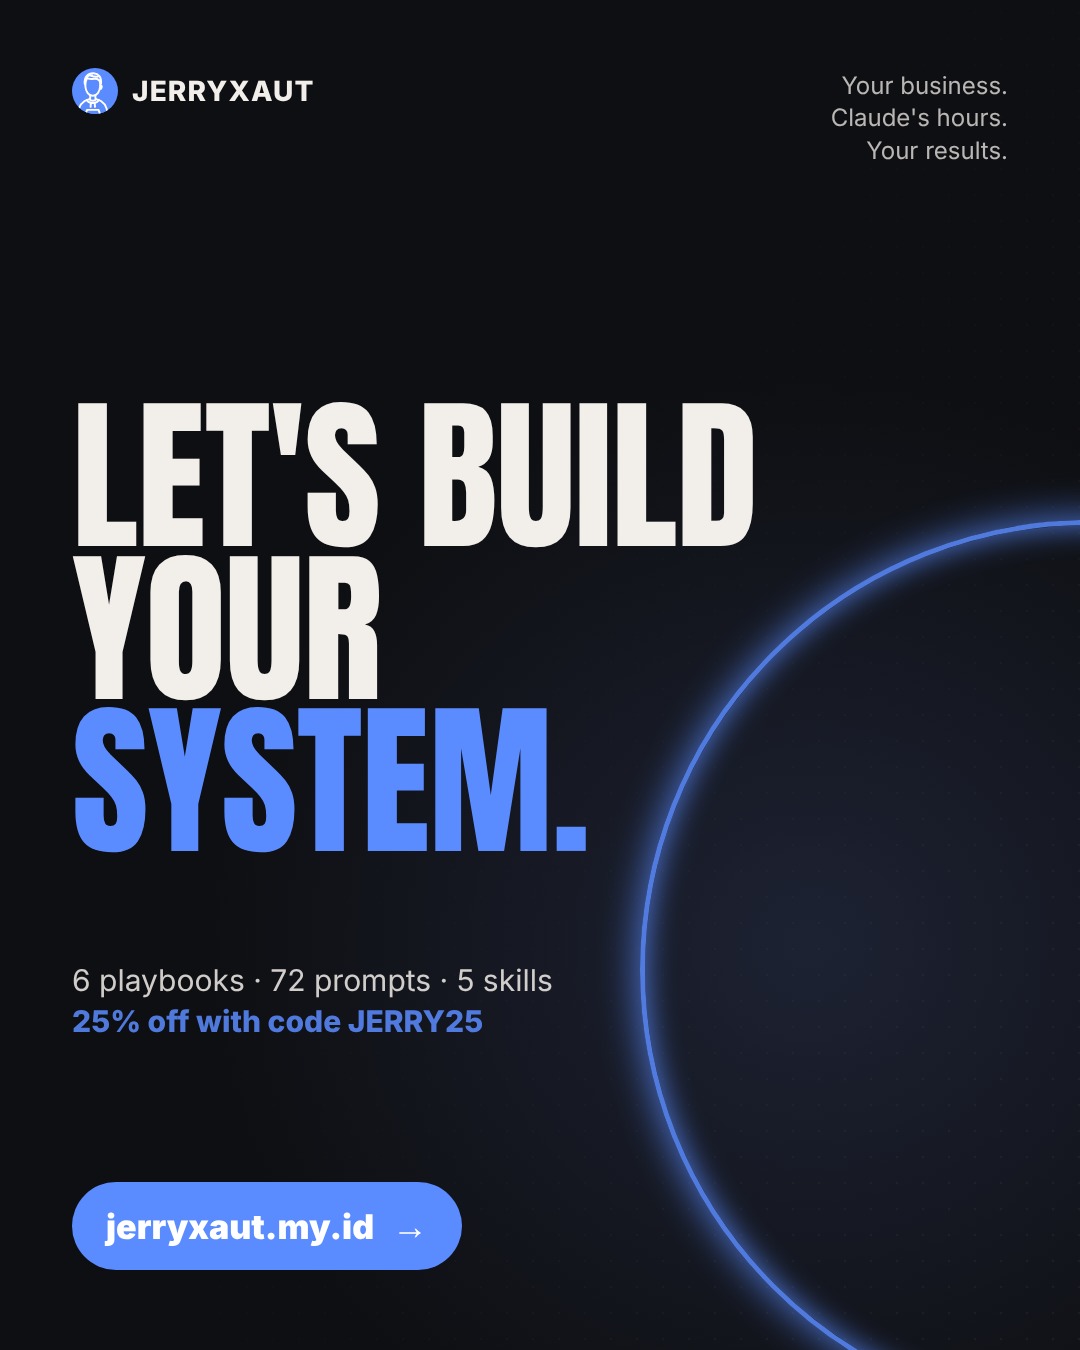 JERRYXAUT
Your business.
Claude's hours.
Your results.
LET'S BUILD
YOUR
SYSTEM.
6 playbooks · 72 prompts · 5 skills
25% off with code JERRY25
jerryxaut.my.id →